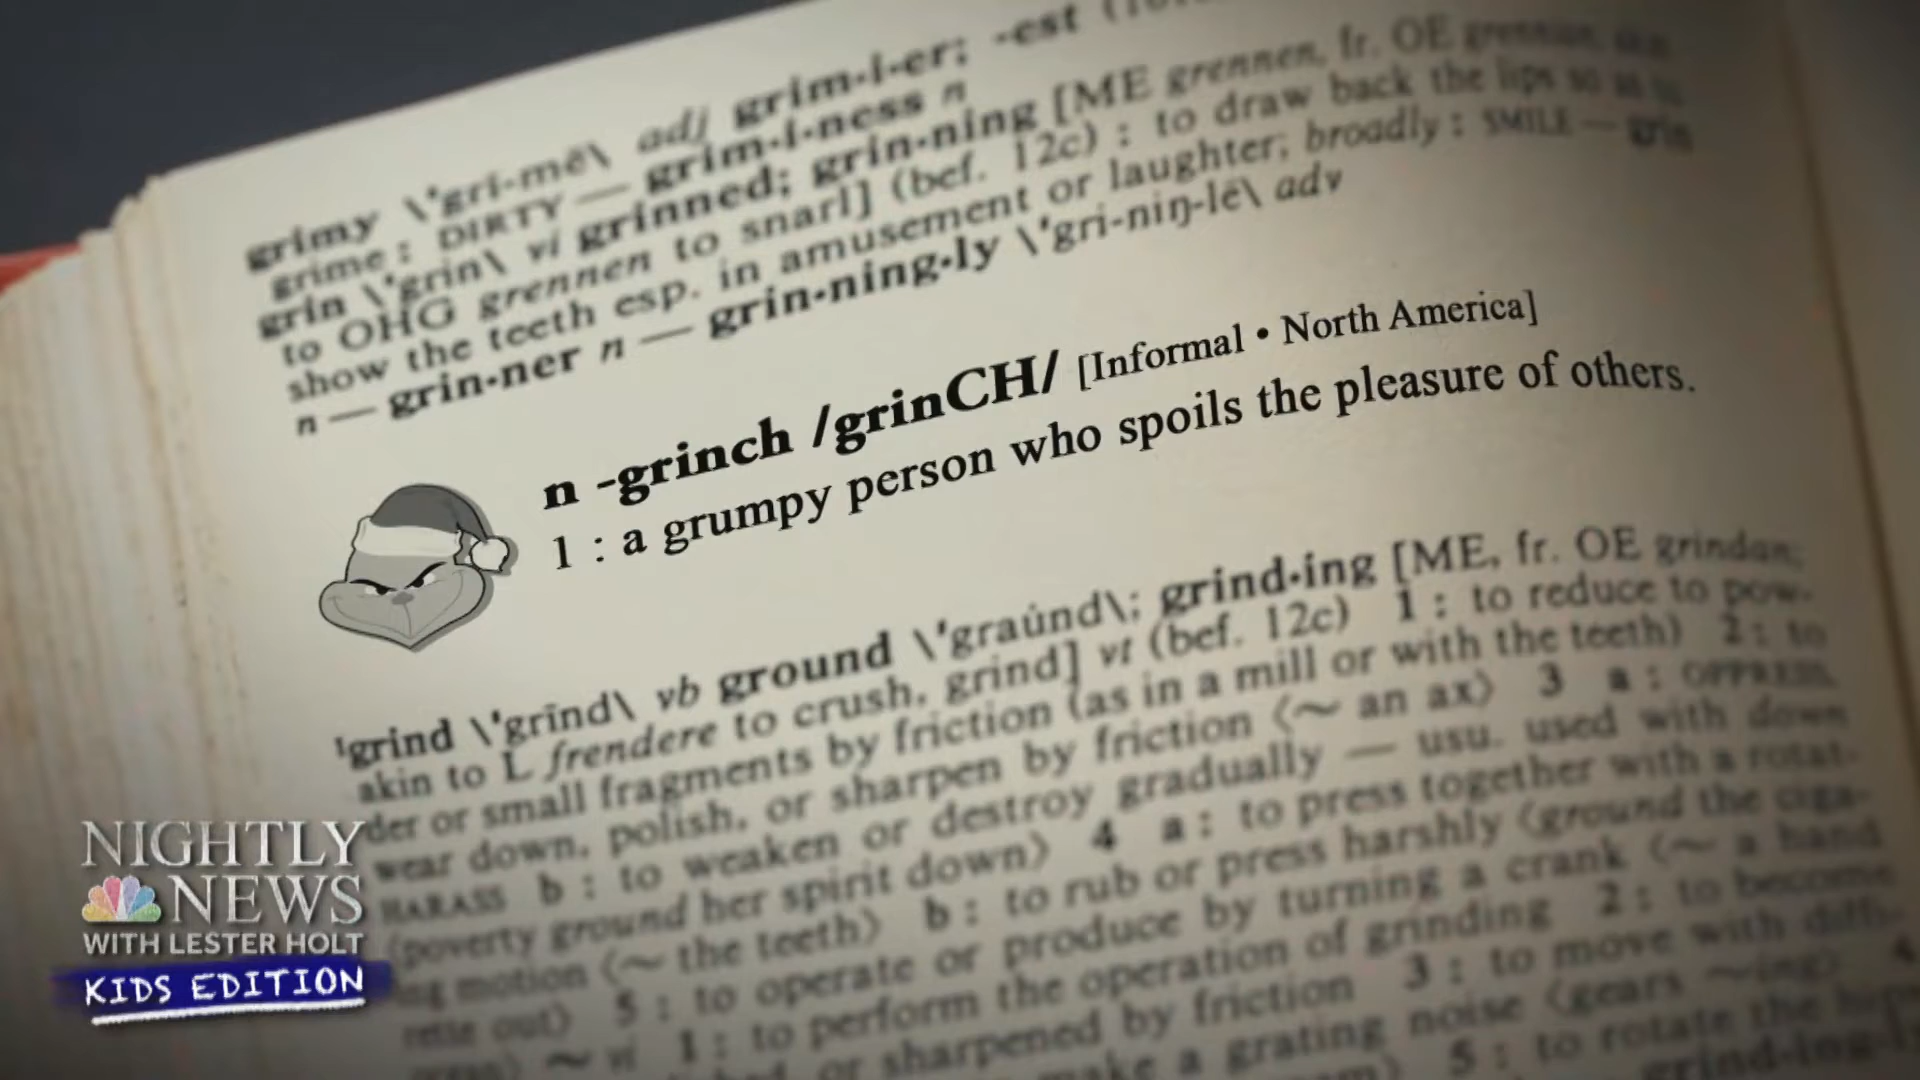 grim·i·er; -est
grimy \'gri-mē\ adj grim·i·er; -est
grime : DIRTY — grim·i·ness n
grin \'grin\ vi grinned; grin·ning [ME grennen, fr. OE grennian
to OHG grennen to snarl] (bef. 12c) : to draw back the lips so as to
show the teeth esp. in amusement or laughter; broadly : SMILE — grin
n — grin·ner n — grin·ning·ly \'gri-niŋ-lē\ adv
n -grinch /grinCH/ [Informal • North America]
1 : a grumpy person who spoils the pleasure of others.
¹grind \'grīnd\ vb ground \'graúnd\; grind·ing [ME, fr. OE grindan;
akin to L frendere to crush, grind] vt (bef. 12c) 1 : to reduce to pow-
der or small fragments by friction (as in a mill or with the teeth) 2 : to
wear down, polish, or sharpen by friction ⟨~ an ax⟩ 3 a : OPPRESS,
HARASS b : to weaken or destroy gradually — usu. used with down
⟨poverty ground her spirit down⟩ 4 a : to press together with a rotat-
ing motion ⟨~ the teeth⟩ b : to rub or press harshly ⟨ground the ciga-
rette out⟩ 5 : to operate or produce by turning a crank ⟨~ a hand
organ⟩ ~ vi 1 : to perform the operation of grinding 2 : to become
or sharpened by friction 3 : to move with diffi-
make a grating noise ⟨gears ~ing⟩ 4
5 : to rotate the hips
grind·ing·ly
NIGHTLY
NEWS
WITH LESTER HOLT
KIDS EDITION